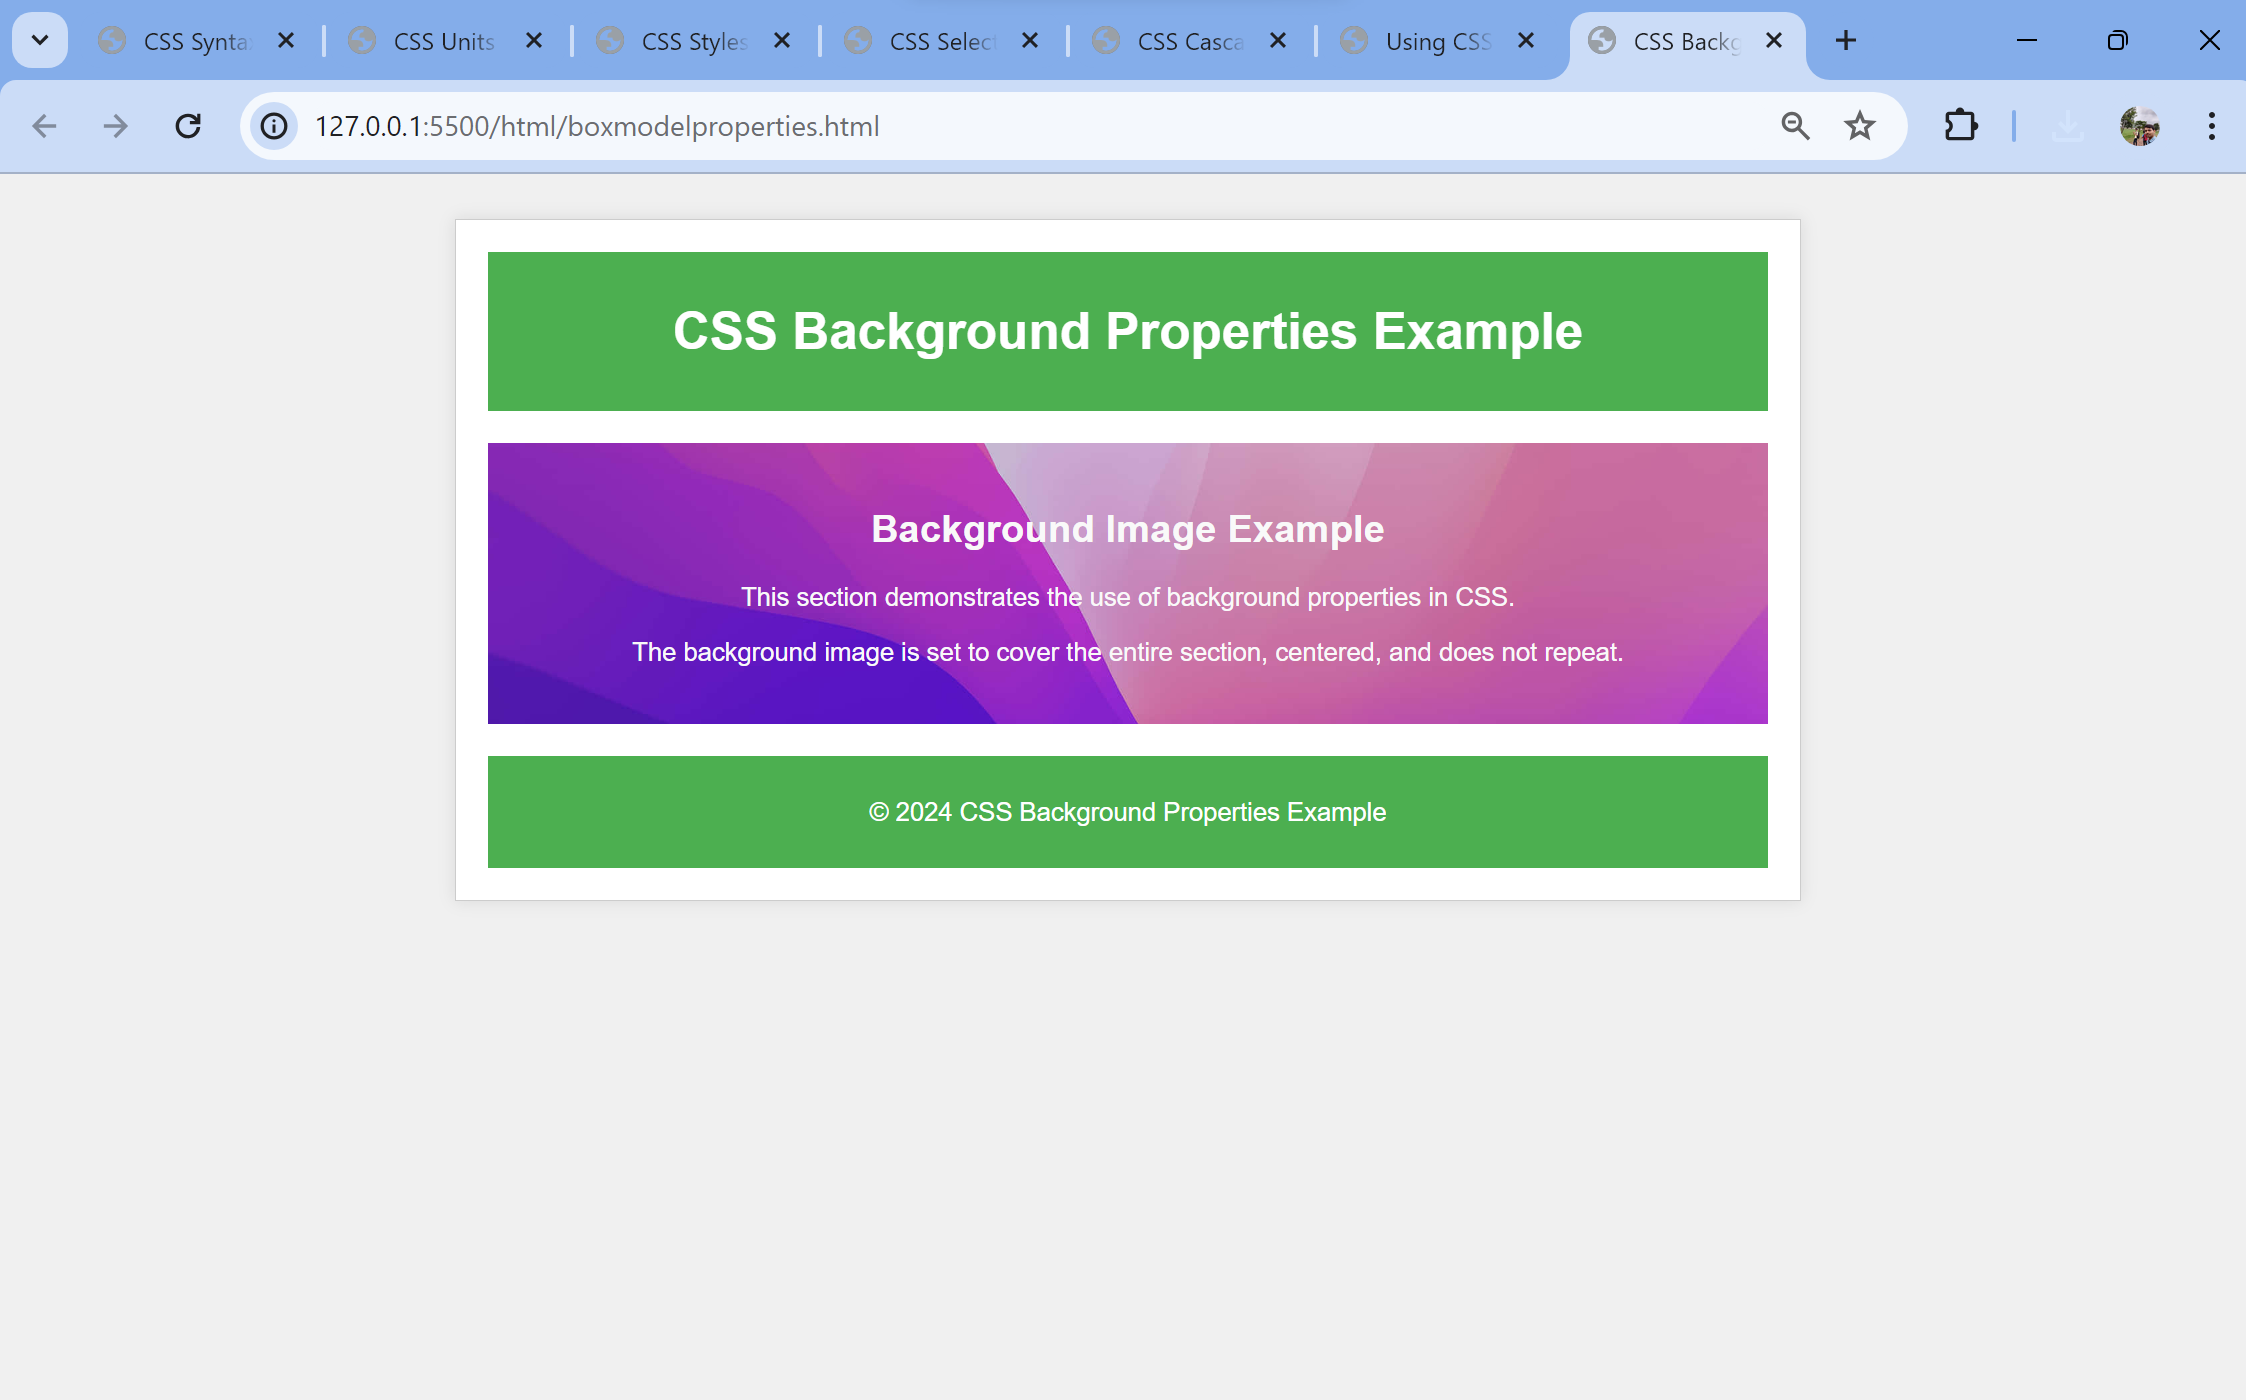 CSS Syntax CSS Units CSS Styles CSS Select CSS Casca Using CSS CSS Backg
127.0.0.1:5500/html/boxmodelproperties.html
CSS Background Properties Example
Background Image Example
This section demonstrates the use of background properties in CSS.
The background image is set to cover the entire section, centered, and does not repeat.
© 2024 CSS Background Properties Example